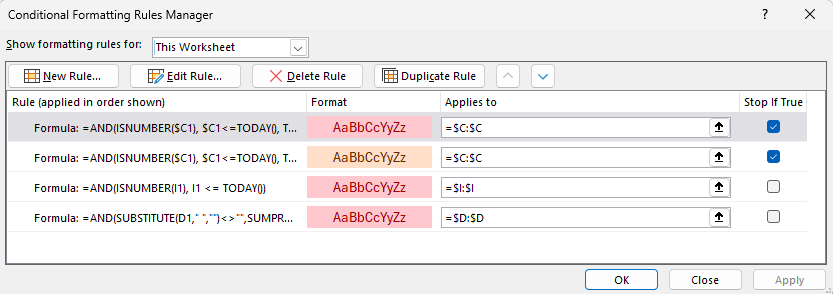 Conditional Formatting Rules Manager ? ×
Show formatting rules for: This Worksheet
New Rule... Edit Rule... Delete Rule Duplicate Rule
Rule (applied in order shown) Format Applies to Stop If True
Formula: =AND(ISNUMBER($C1), $C1<=TODAY(), T... AaBbCcYyZz =$C:$C
Formula: =AND(ISNUMBER($C1), $C1<=TODAY(), T... AaBbCcYyZz =$C:$C
Formula: =AND(ISNUMBER(I1), I1 <= TODAY()) AaBbCcYyZz =$I:$I
Formula: =AND(SUBSTITUTE(D1," ","")<>"",SUMPR... AaBbCcYyZz =$D:$D
OK Close Apply